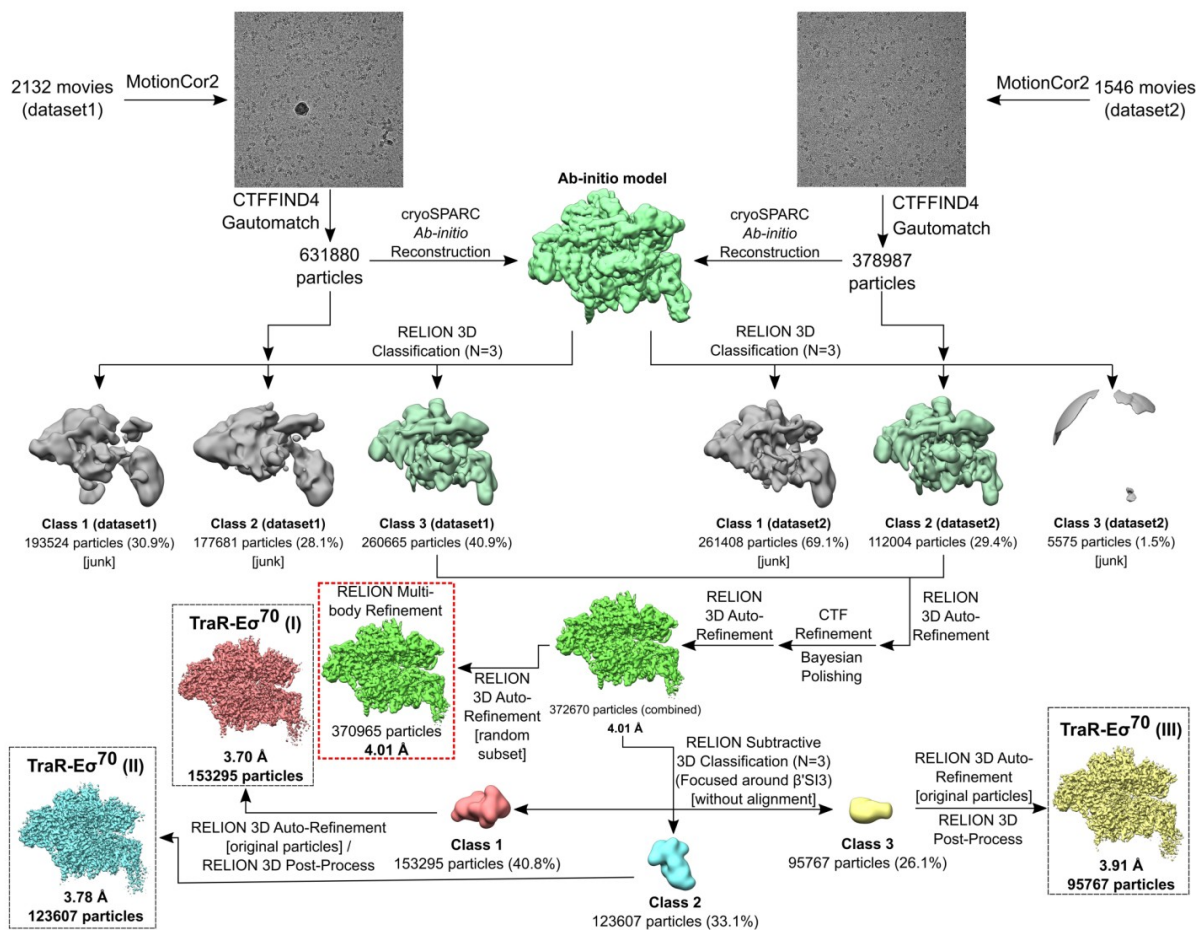 2132 movies
(dataset1)
MotionCor2
MotionCor2
1546 movies
(dataset2)
CTFFIND4
Gautomatch
631880
particles
cryoSPARC
Ab-initio
Reconstruction
Ab-initio model
cryoSPARC
Ab-initio
Reconstruction
CTFFIND4
Gautomatch
378987
particles
RELION 3D
Classification (N=3)
RELION 3D
Classification (N=3)
Class 1 (dataset1)
193524 particles (30.9%)
[junk]
Class 2 (dataset1)
177681 particles (28.1%)
[junk]
Class 3 (dataset1)
260665 particles (40.9%)
Class 1 (dataset2)
261408 particles (69.1%)
[junk]
Class 2 (dataset2)
112004 particles (29.4%)
Class 3 (dataset2)
5575 particles (1.5%)
[junk]
RELION
3D Auto-
Refinement
CTF
Refinement
Bayesian
Polishing
RELION
3D Auto-
Refinement
372670 particles (combined)
4.01 Å
RELION
3D Auto-
Refinement
[random
subset]
RELION Multi-
body Refinement
370965 particles
4.01 Å
RELION Subtractive
3D Classification (N=3)
(Focused around β'SI3)
[without alignment]
Class 1
153295 particles (40.8%)
Class 2
123607 particles (33.1%)
Class 3
95767 particles (26.1%)
RELION 3D Auto-Refinement
[original particles] /
RELION 3D Post-Process
RELION 3D Auto-
Refinement
[original particles]
RELION 3D
Post-Process
TraR-Eσ70 (I)
3.70 Å
153295 particles
TraR-Eσ70 (II)
3.78 Å
123607 particles
TraR-Eσ70 (III)
3.91 Å
95767 particles